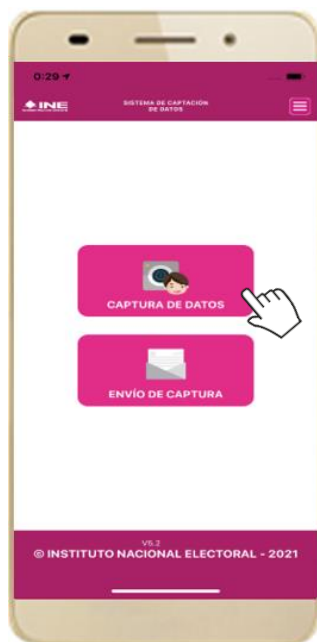 0:29
INE
SISTEMA DE CAPTACIÓN
DE DATOS
CAPTURA DE DATOS
ENVÍO DE CAPTURA
V5.2
© INSTITUTO NACIONAL ELECTORAL - 2021